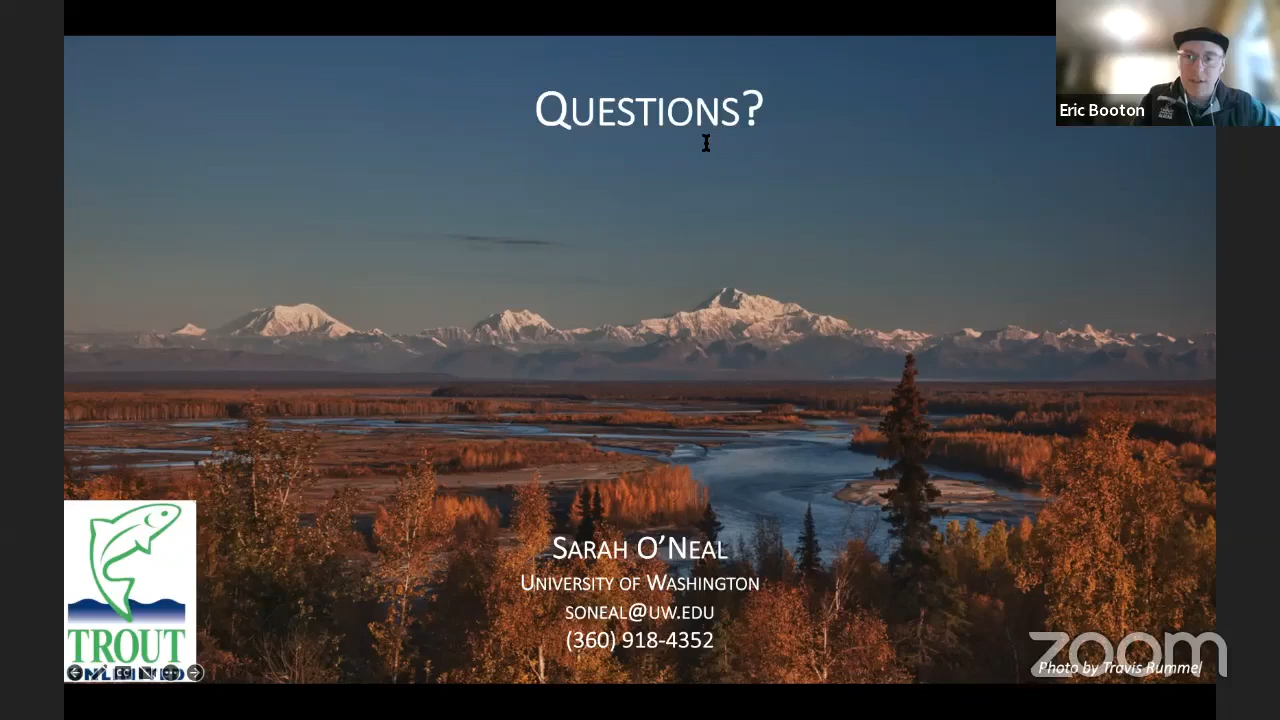 QUESTIONS?
Eric Booton
SARAH O'NEAL
UNIVERSITY OF WASHINGTON
SONEAL@UW.EDU
(360) 918-4352
TROUT
zoom
Photo by Travis Rummel